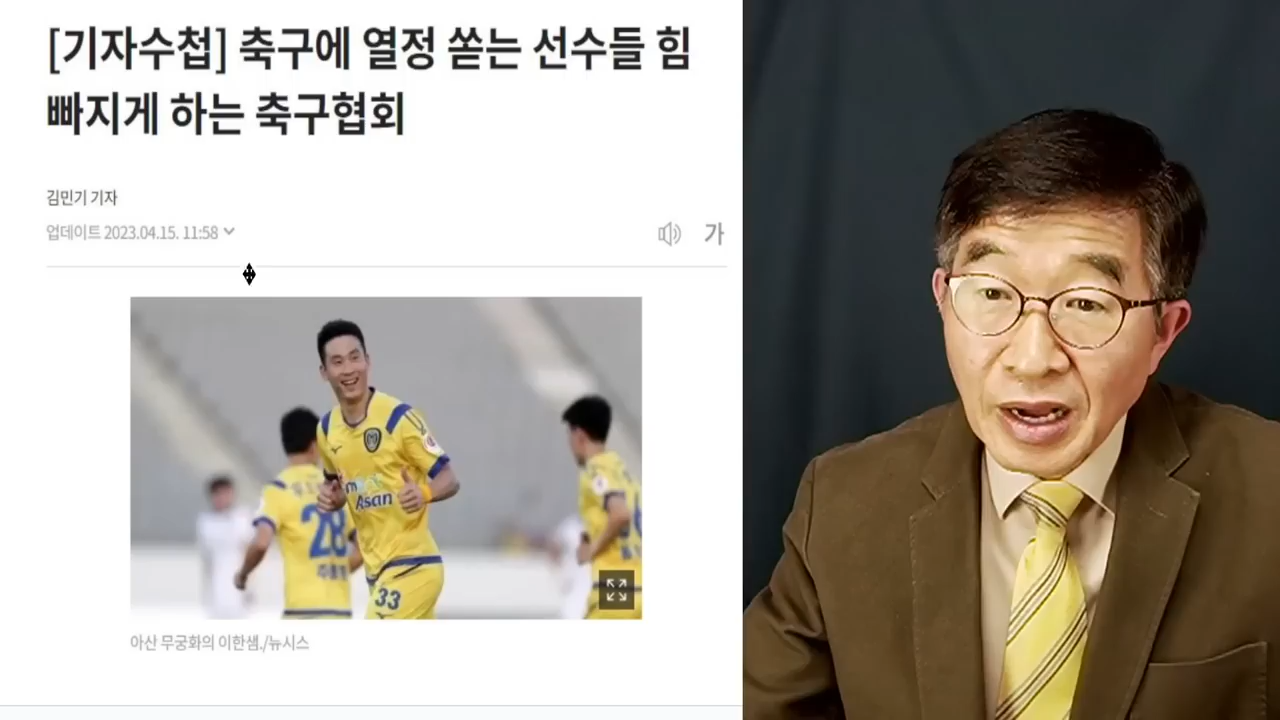 [기자수첩] 축구에 열정 쏟는 선수들 힘
빠지게 하는 축구협회
김민기 기자
업데이트 2023.04.15. 11:58
가
28
Asan
33
아산 무궁화의 이한샘./뉴시스